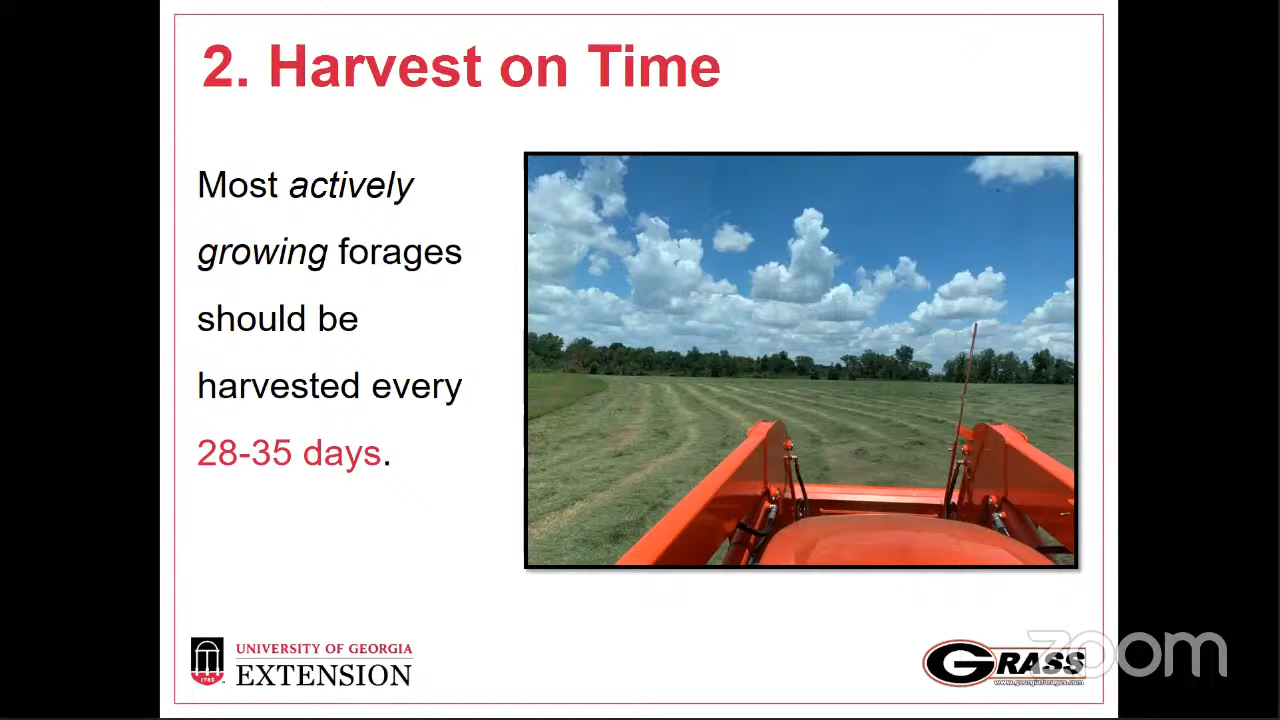 2. Harvest on Time
Most actively
growing forages
should be
harvested every
28-35 days.
UNIVERSITY OF GEORGIA
EXTENSION
1785
GRASS
www.georgiaforages.com
zoom